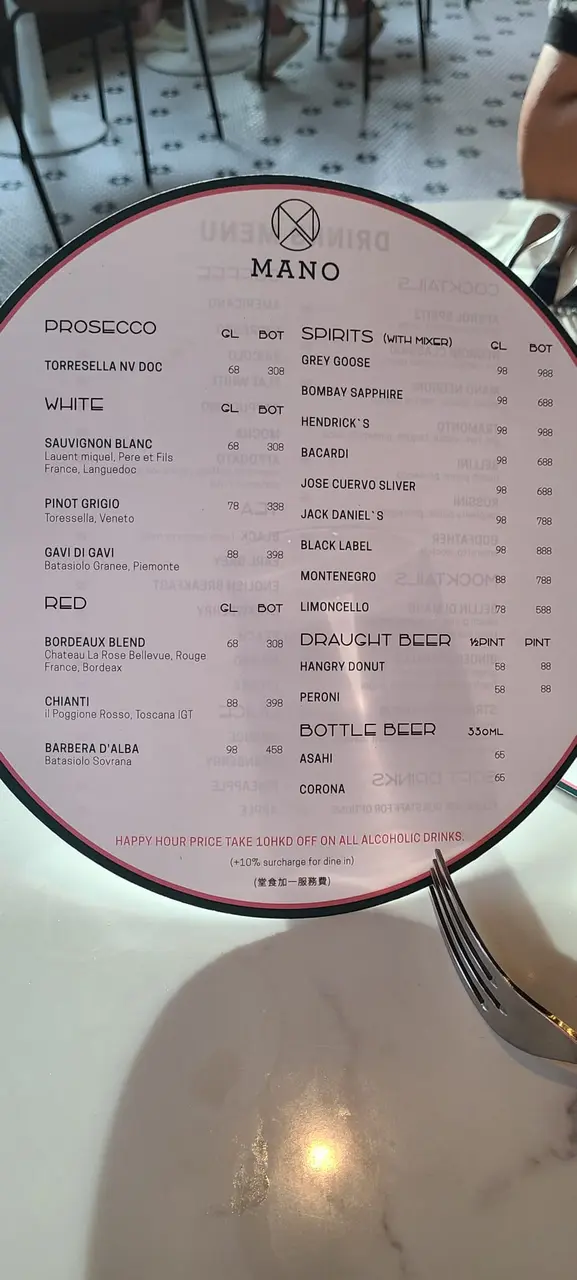 MANO
PROSECCO GL BOT
TORRESELLA NV DOC 68 308
WHITE GL BOT
SAUVIGNON BLANC 68 308
Lauent miquel, Pere et Fils
France, Languedoc
PINOT GRIGIO 78 338
Toressella, Veneto
GAVI DI GAVI 88 398
Batasiolo Granee, Piemonte
RED GL BOT
BORDEAUX BLEND 68 308
Chateau La Rose Bellevue, Rouge
France, Bordeax
CHIANTI 88 398
il Poggione Rosso, Toscana IGT
BARBERA D'ALBA 98 458
Batasiolo Sovrana
SPIRITS (WITH MIXER) GL BOT
GREY GOOSE 98 988
BOMBAY SAPPHIRE 98 688
HENDRICK`S 98 988
BACARDI 98 688
JOSE CUERVO SLIVER 98 688
JACK DANIEL`S 98 788
BLACK LABEL 98 888
MONTENEGRO 88 788
LIMONCELLO 78 588
DRAUGHT BEER ½PINT PINT
HANGRY DONUT 58 88
PERONI 58 88
BOTTLE BEER 330ML
ASAHI 65
CORONA 65
HAPPY HOUR PRICE TAKE 10HKD OFF ON ALL ALCOHOLIC DRINKS.
(+10% surcharge for dine in)
(堂食加一服務費)